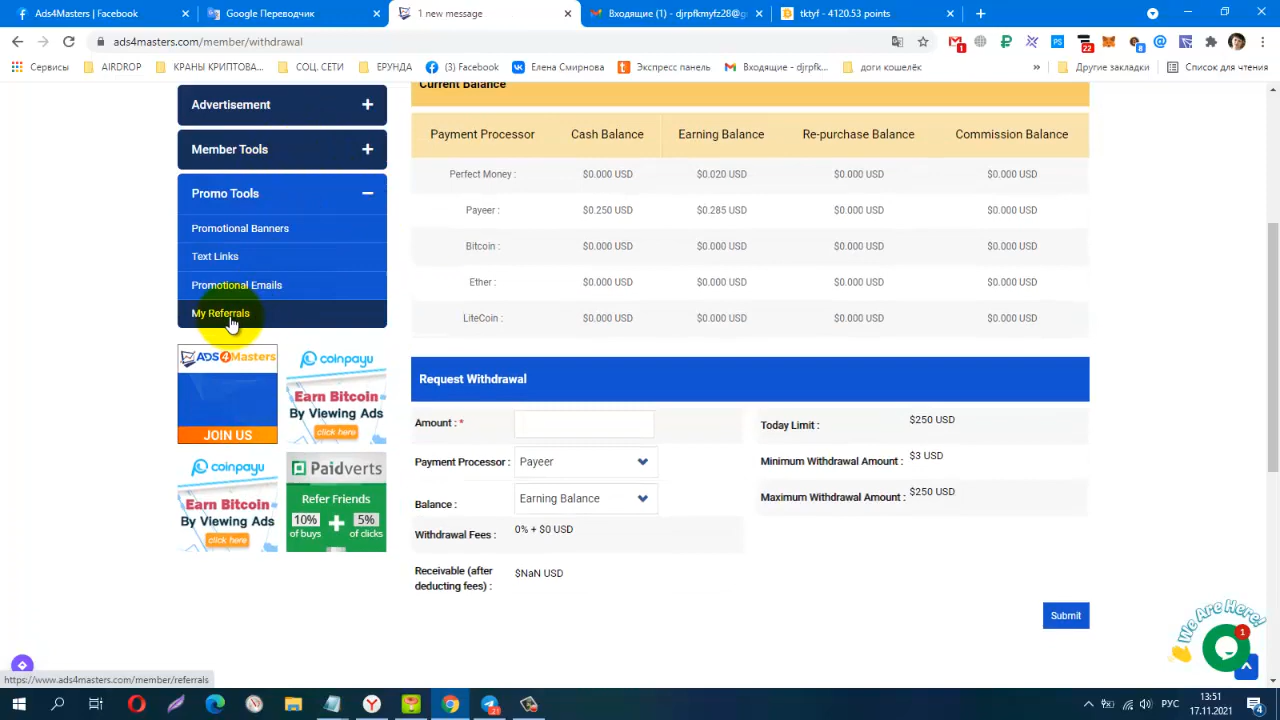 Ads4Masters | Facebook
Google Переводчик
1 new message
Входящие (1) - djrpfkmyfz28@g
tktyf - 4120.53 points
ads4masters.com/member/withdrawal
Сервисы
AIRDROP
КРАНЫ КРИПТОВА...
СОЦ. СЕТИ
ЕРУНДА
(3) Facebook
Елена Смирнова
Экспресс панель
Входящие - djrpfk...
доги кошелёк
»
Другие закладки
Список для чтения
Advertisement
Member Tools
Promo Tools
Promotional Banners
Text Links
Promotional Emails
My Referrals
ADS4Masters
JOIN US
coinpayu
Earn Bitcoin
By Viewing Ads
click here
coinpayu
Earn Bitcoin
By Viewing Ads
click here
Paidverts
Refer Friends
10% + 5%
of buys of clicks
Current Balance
Payment Processor Cash Balance Earning Balance Re-purchase Balance Commission Balance
Perfect Money : $0.000 USD $0.020 USD $0.000 USD $0.000 USD
Payeer : $0.250 USD $0.285 USD $0.000 USD $0.000 USD
Bitcoin : $0.000 USD $0.000 USD $0.000 USD $0.000 USD
Ether : $0.000 USD $0.000 USD $0.000 USD $0.000 USD
LiteCoin : $0.000 USD $0.000 USD $0.000 USD $0.000 USD
Request Withdrawal
Amount : *
Payment Processor : Payeer
Balance : Earning Balance
Withdrawal Fees : 0% + $0 USD
Receivable (after
deducting fees) : $NaN USD
Today Limit : $250 USD
Minimum Withdrawal Amount : $3 USD
Maximum Withdrawal Amount : $250 USD
Submit
We Are Here!
1
https://www.ads4masters.com/member/referrals
21
РУС
13:51
17.11.2021
4